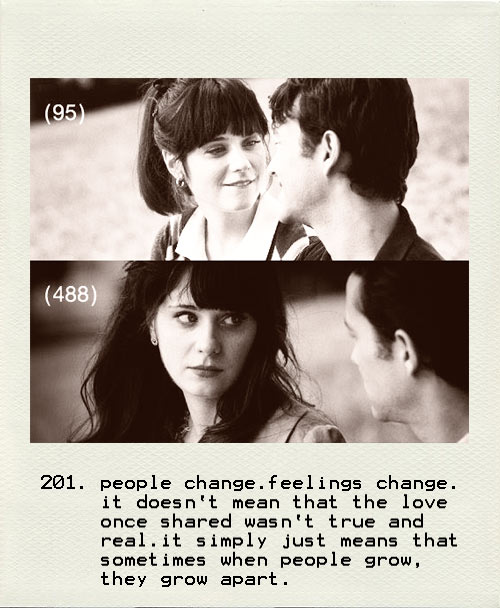 (95)
(488)
201. people change.feelings change.
it doesn't mean that the love
once shared wasn't true and
real.it simply just means that
sometimes when people grow,
they grow apart.